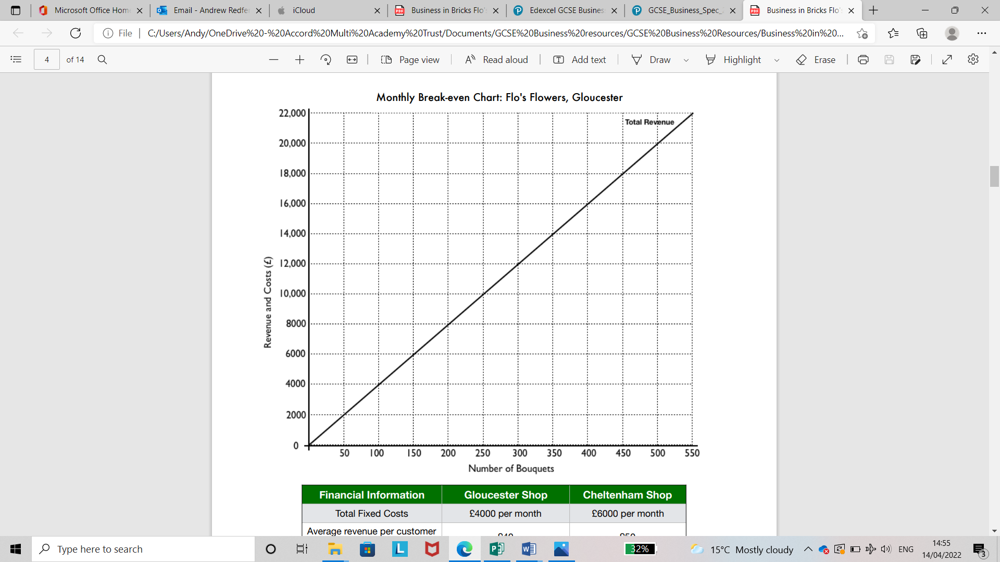 Microsoft Office Hom
Email - Andrew Redfe
iCloud
Business in Bricks Flo'
Edexcel GCSE Busines
GCSE_Business_Spec_
Business in Bricks Flo'
File
C:/Users/Andy/OneDrive%20-%20Accord%20Multi%20Academy%20Trust/Documents/GCSE%20Business%20resources/GCSE%20Business%20Resources/Business%20in%20...
4 of 14
Page view
Read aloud
Add text
Draw
Highlight
Erase
Monthly Break-even Chart: Flo's Flowers, Gloucester
22,000
Total Revenue
20,000
18,000
16,000
14,000
12,000
10,000
8000
6000
4000
2000
0
Revenue and Costs (£)
50 100 150 200 250 300 350 400 450 500 550
Number of Bouquets
Financial Information Gloucester Shop Cheltenham Shop
Total Fixed Costs £4000 per month £6000 per month
Average revenue per customer £40 £50
Type here to search
32%
15°C Mostly cloudy
ENG
14:55
14/04/2022
3